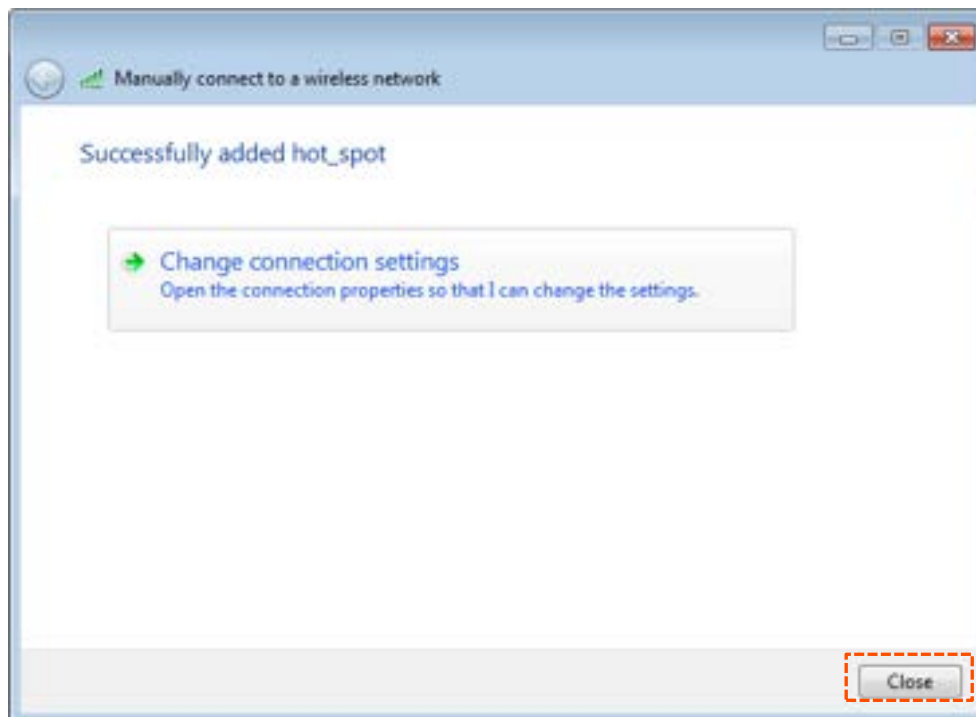 Manually connect to a wireless network
Successfully added hot_spot
Change connection settings
Open the connection properties so that I can change the settings.
Close